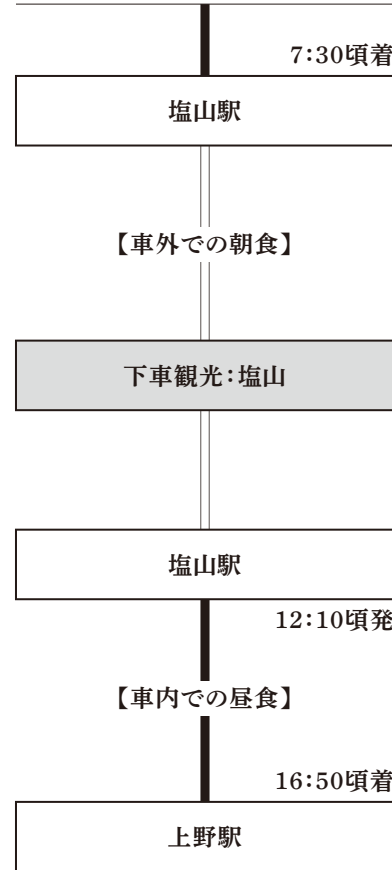 7:30頃着
塩山駅
【車外での朝食】
下車観光:塩山
塩山駅
12:10頃発
【車内での昼食】
16:50頃着
上野駅